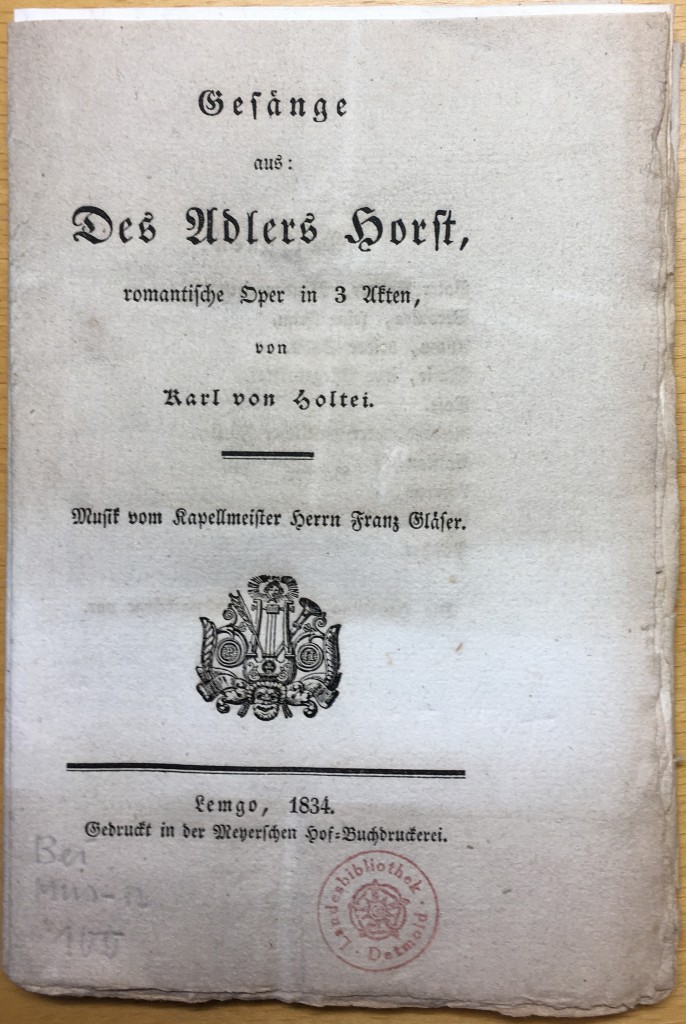 Geſänge
aus:
Des Adlers Horſt,
romantiſche Oper in 3 Akten,
von
Karl von Holtei.
Muſik vom Kapellmeiſter Herrn Franz Gläſer.
Lemgo, 1834.
Gedruckt in der Meyerſchen Hof-Buchdruckerei.
Bei
Mus-n
100
Landesbibliothek · Detmold ·